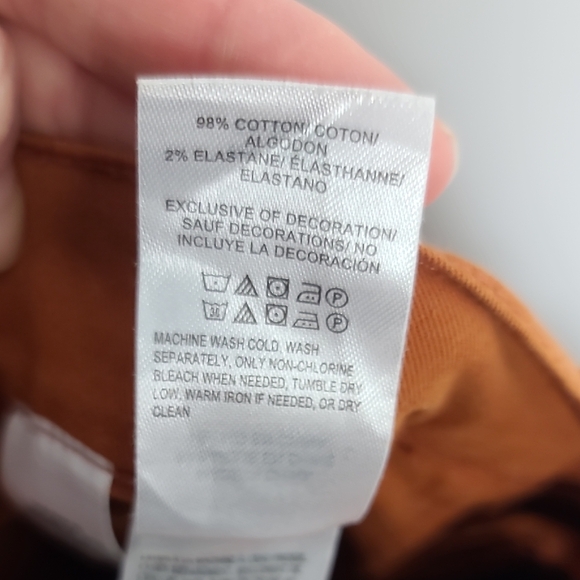 98% COTTON/ COTON/
ALGODON
2% ELASTANE/ ÉLASTHANNE/
ELASTANO
EXCLUSIVE OF DECORATION/
SAUF DECORATIONS/ NO
INCLUYE LA DECORACIÓN
P
30 P
MACHINE WASH COLD, WASH
SEPARATELY, ONLY NON-CHLORINE
BLEACH WHEN NEEDED, TUMBLE DRY
LOW, WARM IRON IF NEEDED, OR DRY
CLEAN